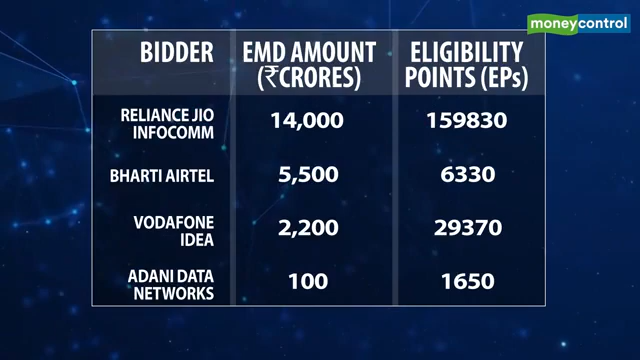 moneycontrol
BIDDER
EMD AMOUNT
(₹CRORES)
ELIGIBILITY
POINTS (EPs)
RELIANCE JIO
INFOCOMM
14,000
159830
BHARTI AIRTEL
5,500
6330
VODAFONE
IDEA
2,200
29370
ADANI DATA
NETWORKS
100
1650